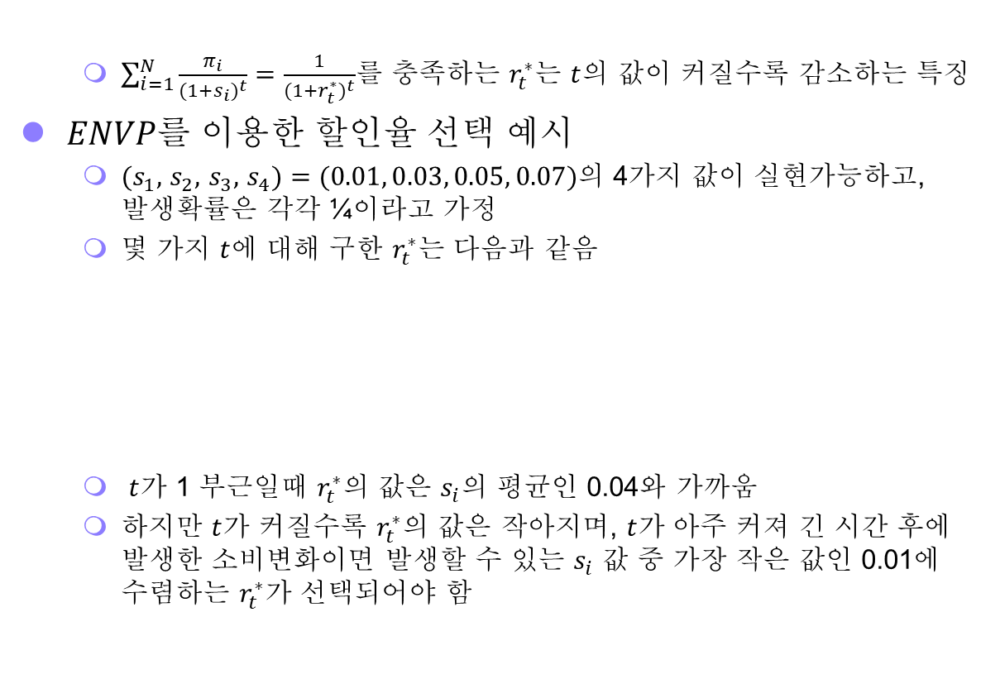 ○ $\sum_{i=1}^{N} \frac{\pi_i}{(1+s_i)^t} = \frac{1}{(1+r_t^*)^t}$를 충족하는 $r_t^*$는 $t$의 값이 커질수록 감소하는 특징
● $ENVP$를 이용한 할인율 선택 예시
○ $(s_1, s_2, s_3, s_4) = (0.01, 0.03, 0.05, 0.07)$의 4가지 값이 실현가능하고,
발생확률은 각각 ¼이라고 가정
○ 몇 가지 $t$에 대해 구한 $r_t^*$는 다음과 같음
○ $t$가 1 부근일때 $r_t^*$의 값은 $s_i$의 평균인 0.04와 가까움
○ 하지만 $t$가 커질수록 $r_t^*$의 값은 작아지며, $t$가 아주 커져 긴 시간 후에
발생한 소비변화이면 발생할 수 있는 $s_i$ 값 중 가장 작은 값인 0.01에
수렴하는 $r_t^*$가 선택되어야 함